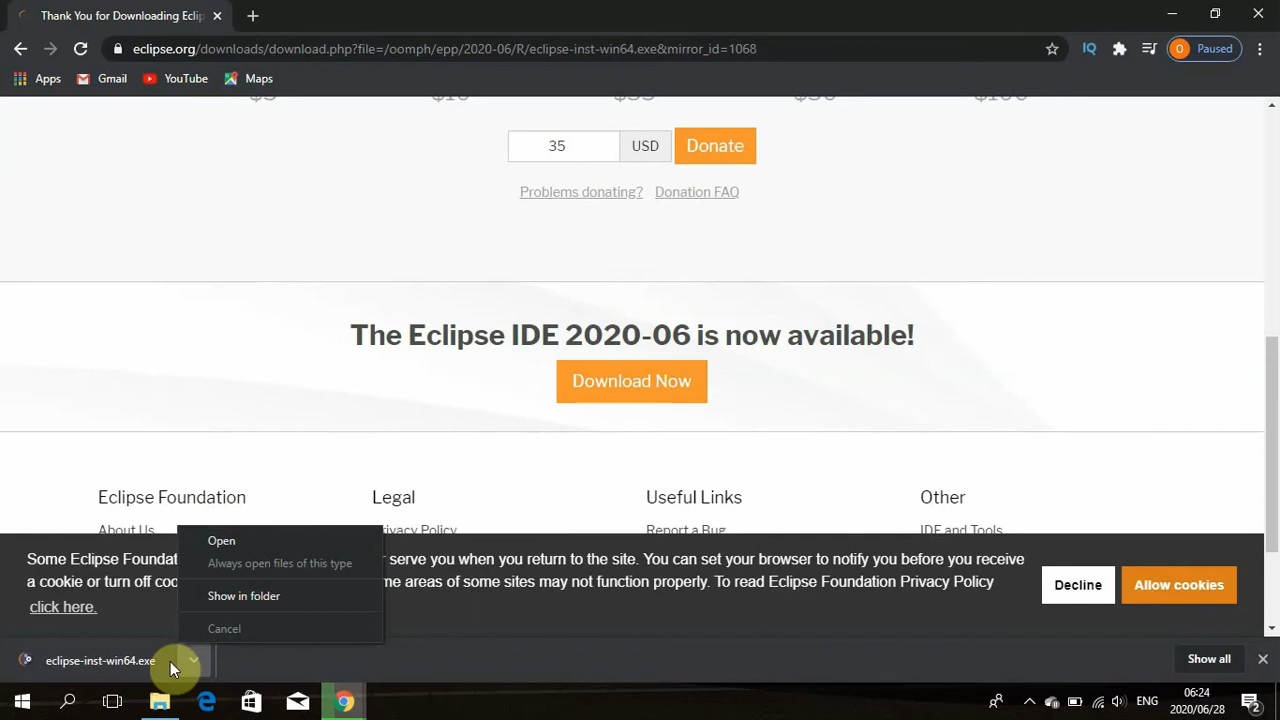 Thank You for Downloading Eclip
eclipse.org/downloads/download.php?file=/oomph/epp/2020-06/R/eclipse-inst-win64.exe&mirror_id=1068
IQ
O Paused
Apps Gmail YouTube Maps
35 USD Donate
Problems donating? Donation FAQ
The Eclipse IDE 2020-06 is now available!
Download Now
Eclipse Foundation Legal Useful Links Other
About Us Privacy Policy Report a Bug IDE and Tools
Some Eclipse Foundat
r serve you when you return to the site. You can set your browser to notify you before you receive
a cookie or turn off coo
me areas of some sites may not function properly. To read Eclipse Foundation Privacy Policy
click here.
Decline Allow cookies
Open
Always open files of this type
Show in folder
Cancel
eclipse-inst-win64.exe
Show all
ENG
06:24
2020/06/28
2